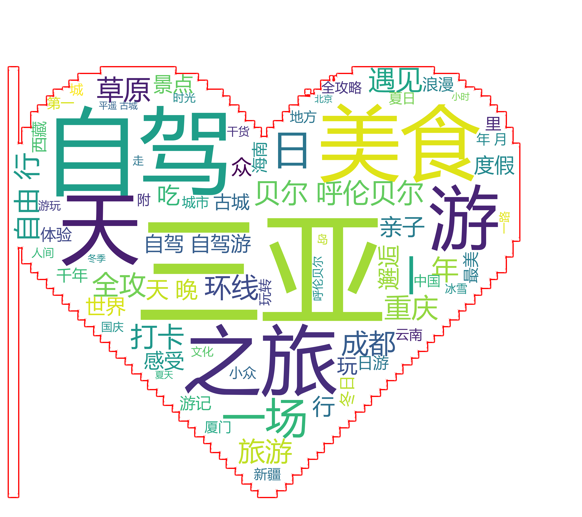 全攻略
遇见
浪漫
草原
景点
城
第一
时光
平遥 古城
北京
夏日
小时
自驾
美食
干货
地方
里
西藏
走
众
海南
日
年 月
度假
自由 行
附
吃
城市
古城
贝尔 呼伦贝尔
游玩
天
游
体验
自驾 自驾游
三亚
品
亲子
一路
人间
冬季
邂逅
最美
千年
全攻
天 晚
环线
玩转
呼伦贝尔
丨
年
中国
冰雪
世界
重庆
国庆
打卡
之旅
成都
云南
感受
文化
小众
玩
日游
夏天
冬日
游记
一场
行
厦门
旅游
新疆